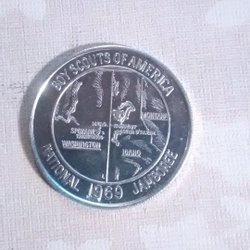 BOY SCOUTS OF AMERICA
MONTANA
SPOKANE
WASHINGTON
IDAHO
NATIONAL 1969 JAMBOREE